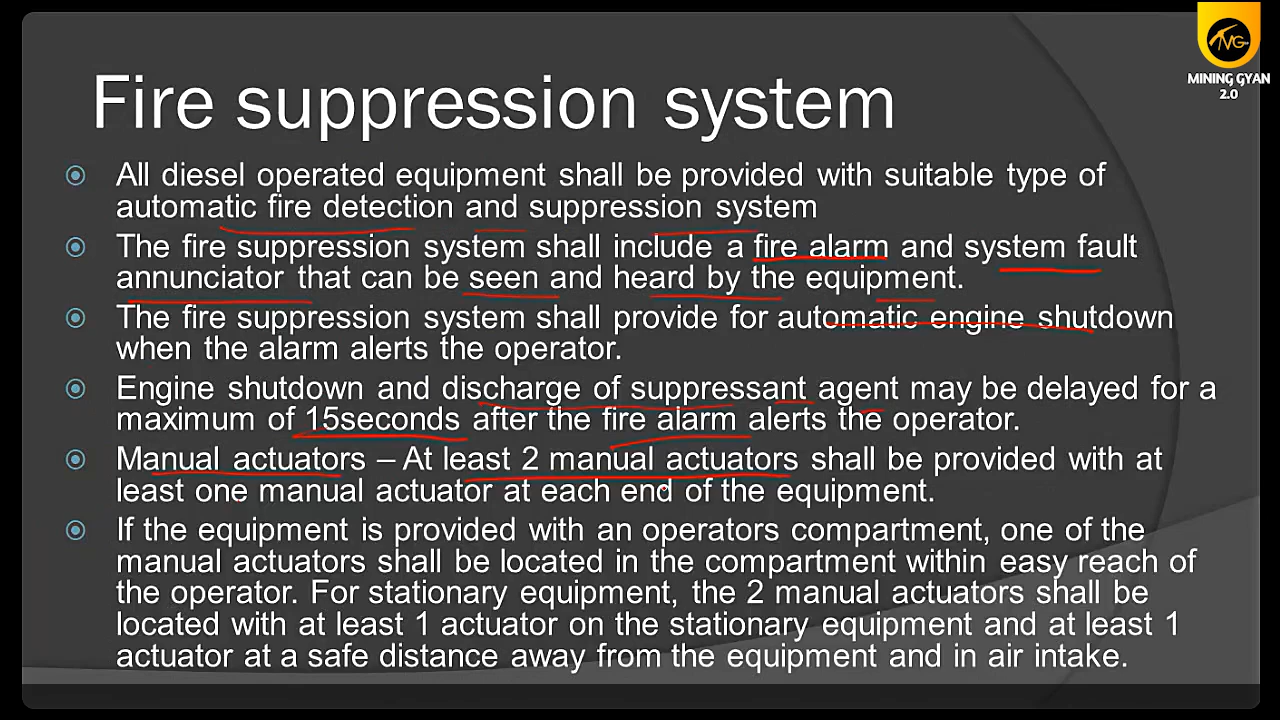 MINING GYAN
2.0
Fire suppression system
All diesel operated equipment shall be provided with suitable type of
automatic fire detection and suppression system
The fire suppression system shall include a fire alarm and system fault
annunciator that can be seen and heard by the equipment.
The fire suppression system shall provide for automatic engine shutdown
when the alarm alerts the operator.
Engine shutdown and discharge of suppressant agent may be delayed for a
maximum of 15seconds after the fire alarm alerts the operator.
Manual actuators – At least 2 manual actuators shall be provided with at
least one manual actuator at each end of the equipment.
If the equipment is provided with an operators compartment, one of the
manual actuators shall be located in the compartment within easy reach of
the operator. For stationary equipment, the 2 manual actuators shall be
located with at least 1 actuator on the stationary equipment and at least 1
actuator at a safe distance away from the equipment and in air intake.